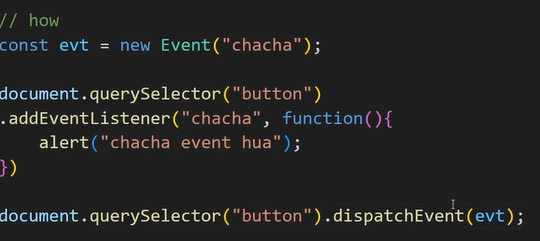 // how
const evt = new Event("chacha");
document.querySelector("button")
.addEventListener("chacha", function(){
alert("chacha event hua");
})
document.querySelector("button").dispatchEvent(evt);